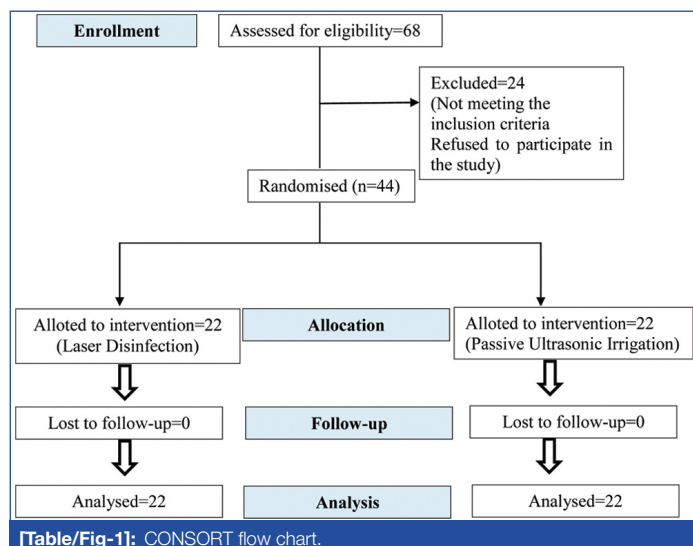 Enrollment
Assessed for eligibility=68
Excluded=24
(Not meeting the
inclusion criteria
Refused to participate in
the study)
Randomised (n=44)
Alloted to intervention=22
(Laser Disinfection)
Allocation
Alloted to intervention=22
(Passive Ultrasonic Irrigation)
Lost to follow-up=0
Follow-up
Lost to follow-up=0
Analysed=22
Analysis
Analysed=22
[Table/Fig-1]: CONSORT flow chart.